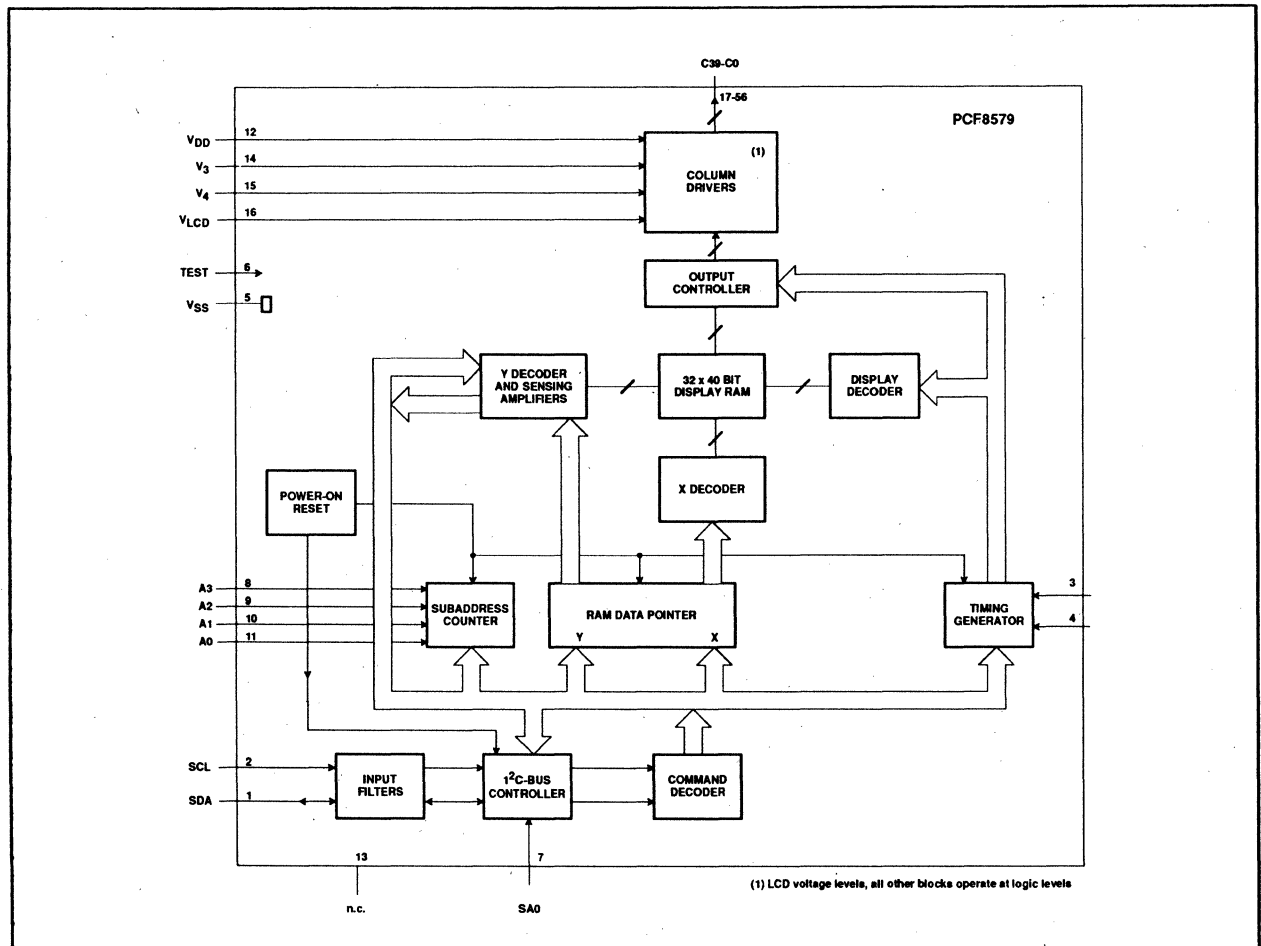 C39-C0
17-56
PCF8579
VDD 12
V3 14
V4 15
VLCD 16
(1)
COLUMN
DRIVERS
TEST 6
VSS 5
OUTPUT
CONTROLLER
Y DECODER
AND SENSING
AMPLIFIERS
32 x 40 BIT
DISPLAY RAM
DISPLAY
DECODER
POWER-ON
RESET
X DECODER
A3 8
A2 9
A1 10
A0 11
SUBADDRESS
COUNTER
RAM DATA POINTER
Y X
TIMING
GENERATOR
3
4
SCL 2
SDA 1
INPUT
FILTERS
1²C-BUS
CONTROLLER
COMMAND
DECODER
13
7
(1) LCD voltage levels, all other blocks operate at logic levels
n.c.
SA0